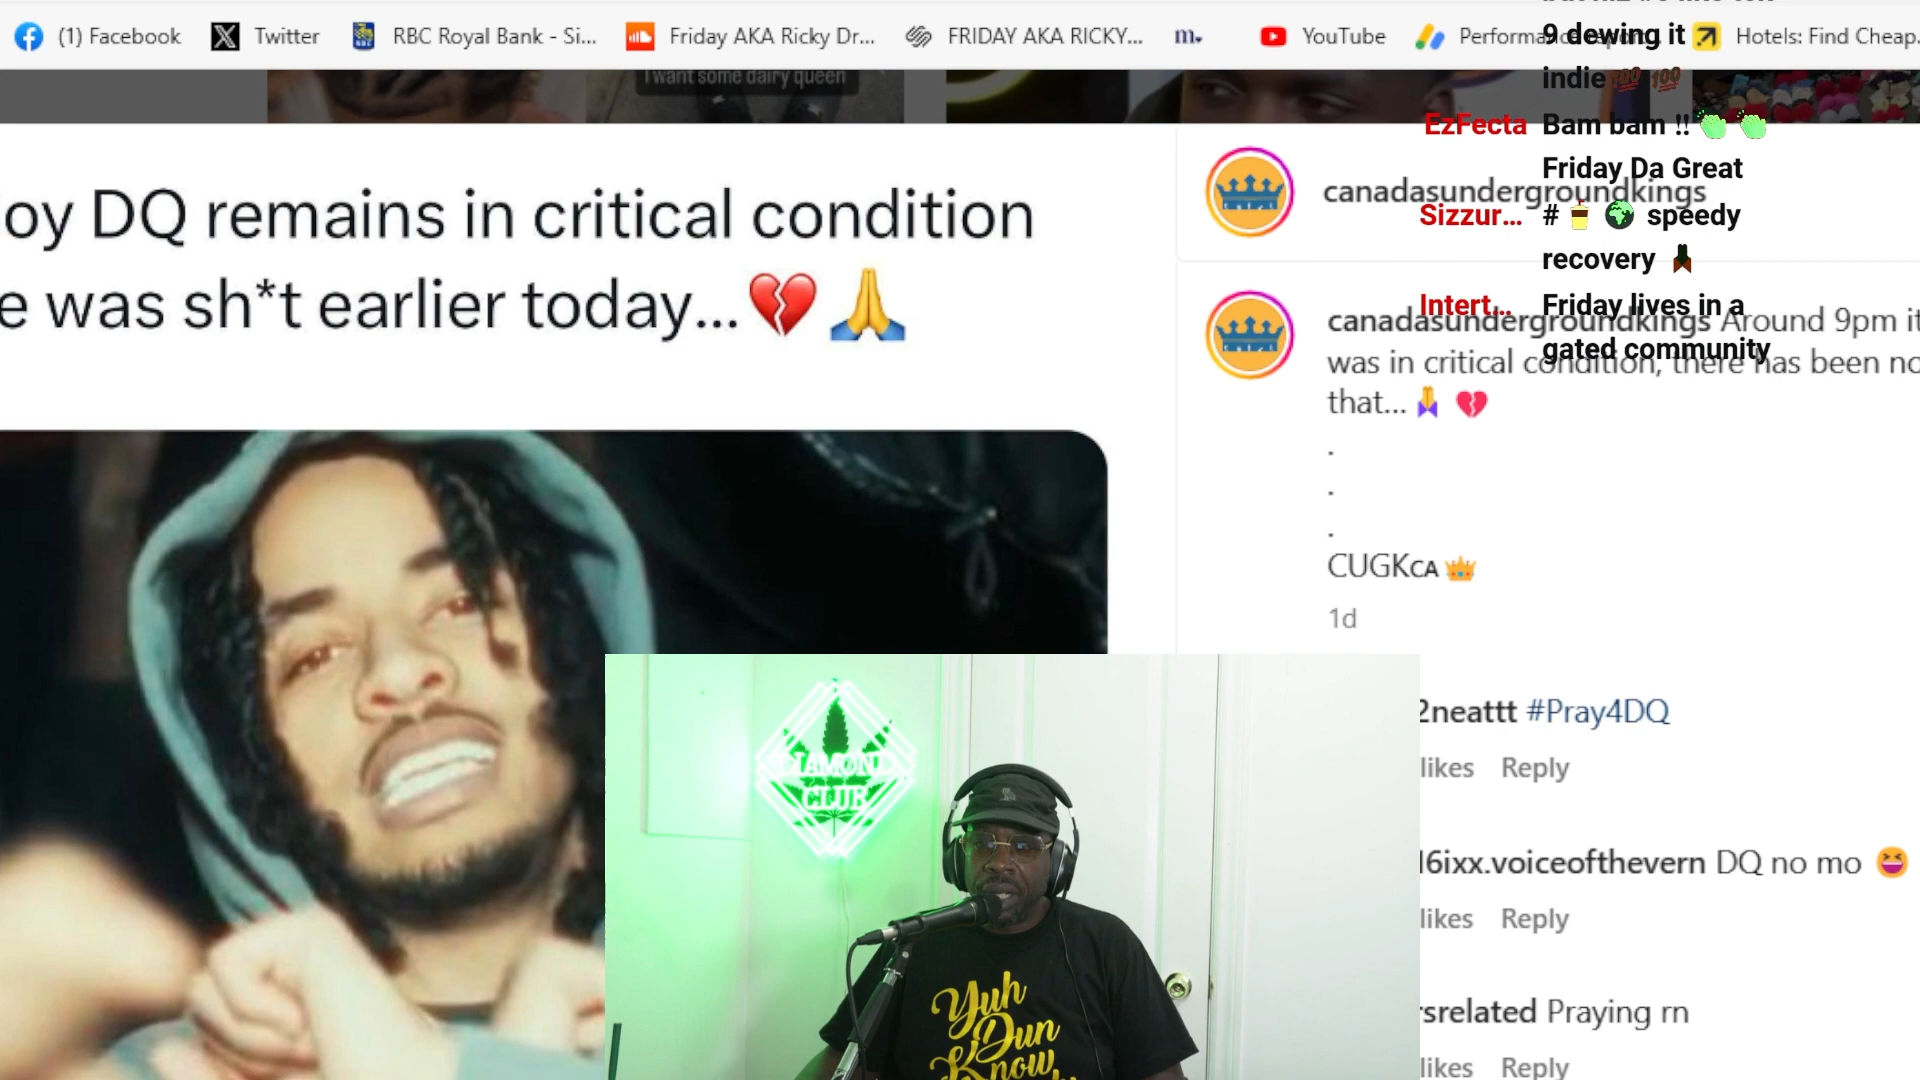 (1) Facebook
Twitter
RBC Royal Bank - Si...
Friday AKA Ricky Dr...
FRIDAY AKA RICKY...
m.
YouTube
Hotels: Find Cheap
I want some dairy queen
oy DQ remains in critical condition
e was sh*t earlier today...💔🙏
9 dewing it
indie 💯 💯
EzFecta Bam bam !! 👏 👏
Friday Da Great
Sizzur... # 🌍 speedy
recovery
Intert... Friday lives in a
gated community
canadasundergroundkings
canadasundergroundkings Around 9pm it
was in critical condition, there has been no
that...🙏 💔
.
.
.
CUGKCA 👑
1d
2neattt #Pray4DQ
likes Reply
16ixx.voiceofthevern DQ no mo 😆
likes Reply
rsrelated Praying rn
likes Reply
DIAMOND
CLUB
Yuh
Dun
Know